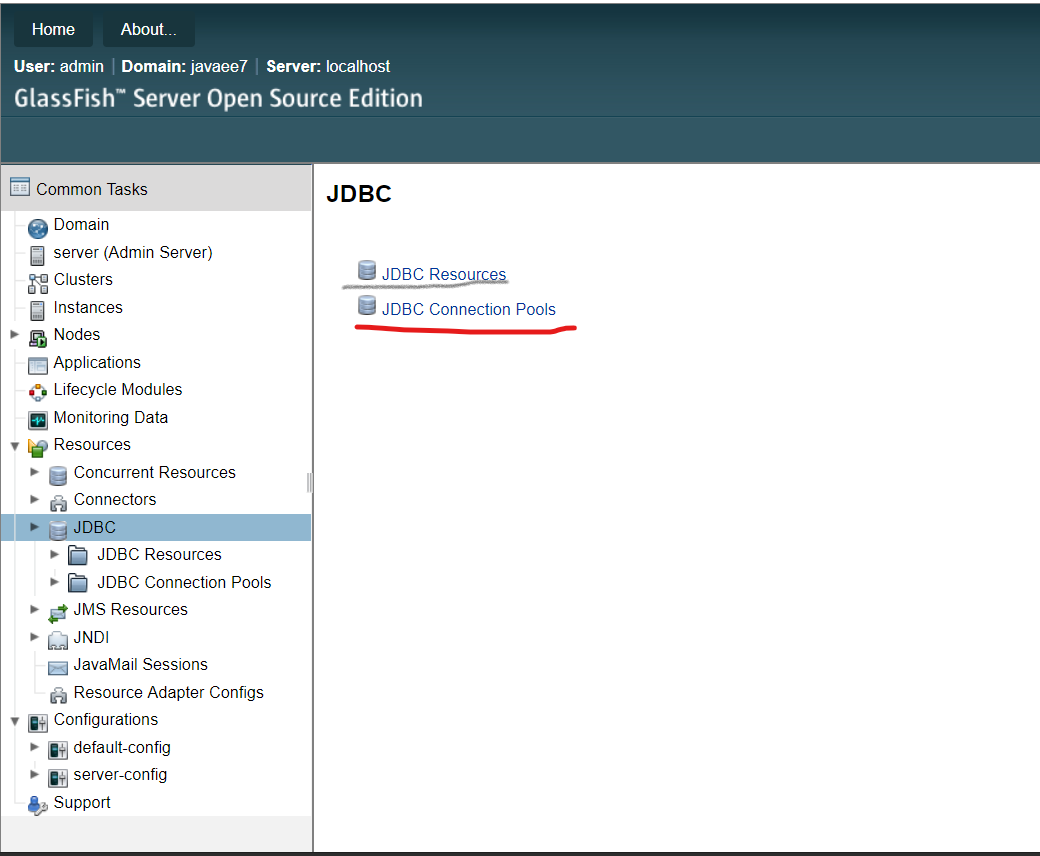 Home About...
User: admin | Domain: javaee7 | Server: localhost
GlassFish™ Server Open Source Edition
Common Tasks
Domain
server (Admin Server)
Clusters
Instances
Nodes
Applications
Lifecycle Modules
Monitoring Data
Resources
Concurrent Resources
Connectors
JDBC
JDBC Resources
JDBC Connection Pools
JMS Resources
JNDI
JavaMail Sessions
Resource Adapter Configs
Configurations
default-config
server-config
Support
JDBC
JDBC Resources
JDBC Connection Pools